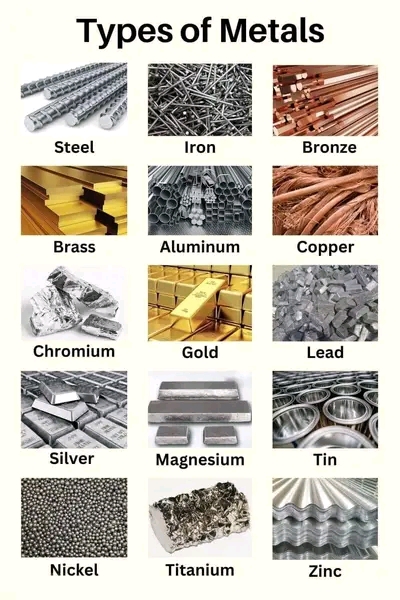 Types of Metals
Steel
Iron
Bronze
Brass
Aluminum
Copper
Chromium
Gold
Lead
Silver
Magnesium
Tin
Nickel
Titanium
Zinc